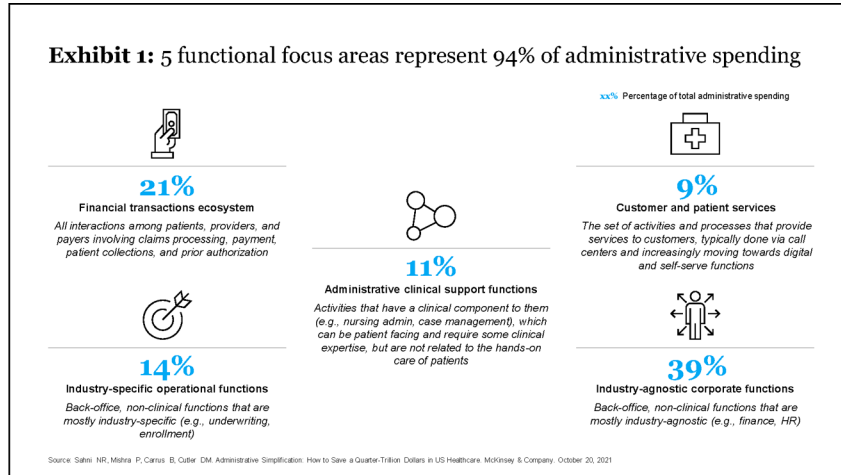 Exhibit 1: 5 functional focus areas represent 94% of administrative spending
xx% Percentage of total administrative spending
21%
Financial transactions ecosystem
All interactions among patients, providers, and
payers involving claims processing, payment,
patient collections, and prior authorization
14%
Industry-specific operational functions
Back-office, non-clinical functions that are
mostly industry-specific (e.g., underwriting,
enrollment)
11%
Administrative clinical support functions
Activities that have a clinical component to them
(e.g., nursing admin, case management), which
can be patient facing and require some clinical
expertise, but are not related to the hands-on
care of patients
9%
Customer and patient services
The set of activities and processes that provide
services to customers, typically done via call
centers and increasingly moving towards digital
and self-serve functions
39%
Industry-agnostic corporate functions
Back-office, non-clinical functions that are
mostly industry-agnostic (e.g., finance, HR)
Source: Sahni NR, Mishra P, Carrus B, Cutler DM. Administrative Simplification: How to Save a Quarter-Trillion Dollars in US Healthcare. McKinsey & Company. October 20, 2021